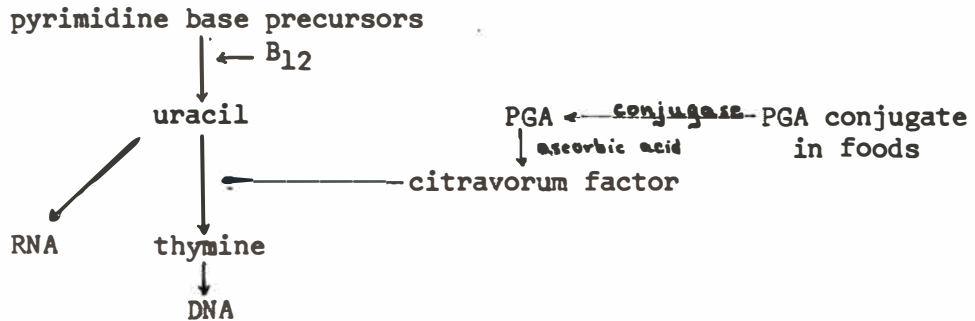 pyrimidine base precursors
B12
uracil
PGA conjugase PGA conjugate
in foods
ascorbic acid
citravorum factor
RNA thymine
DNA